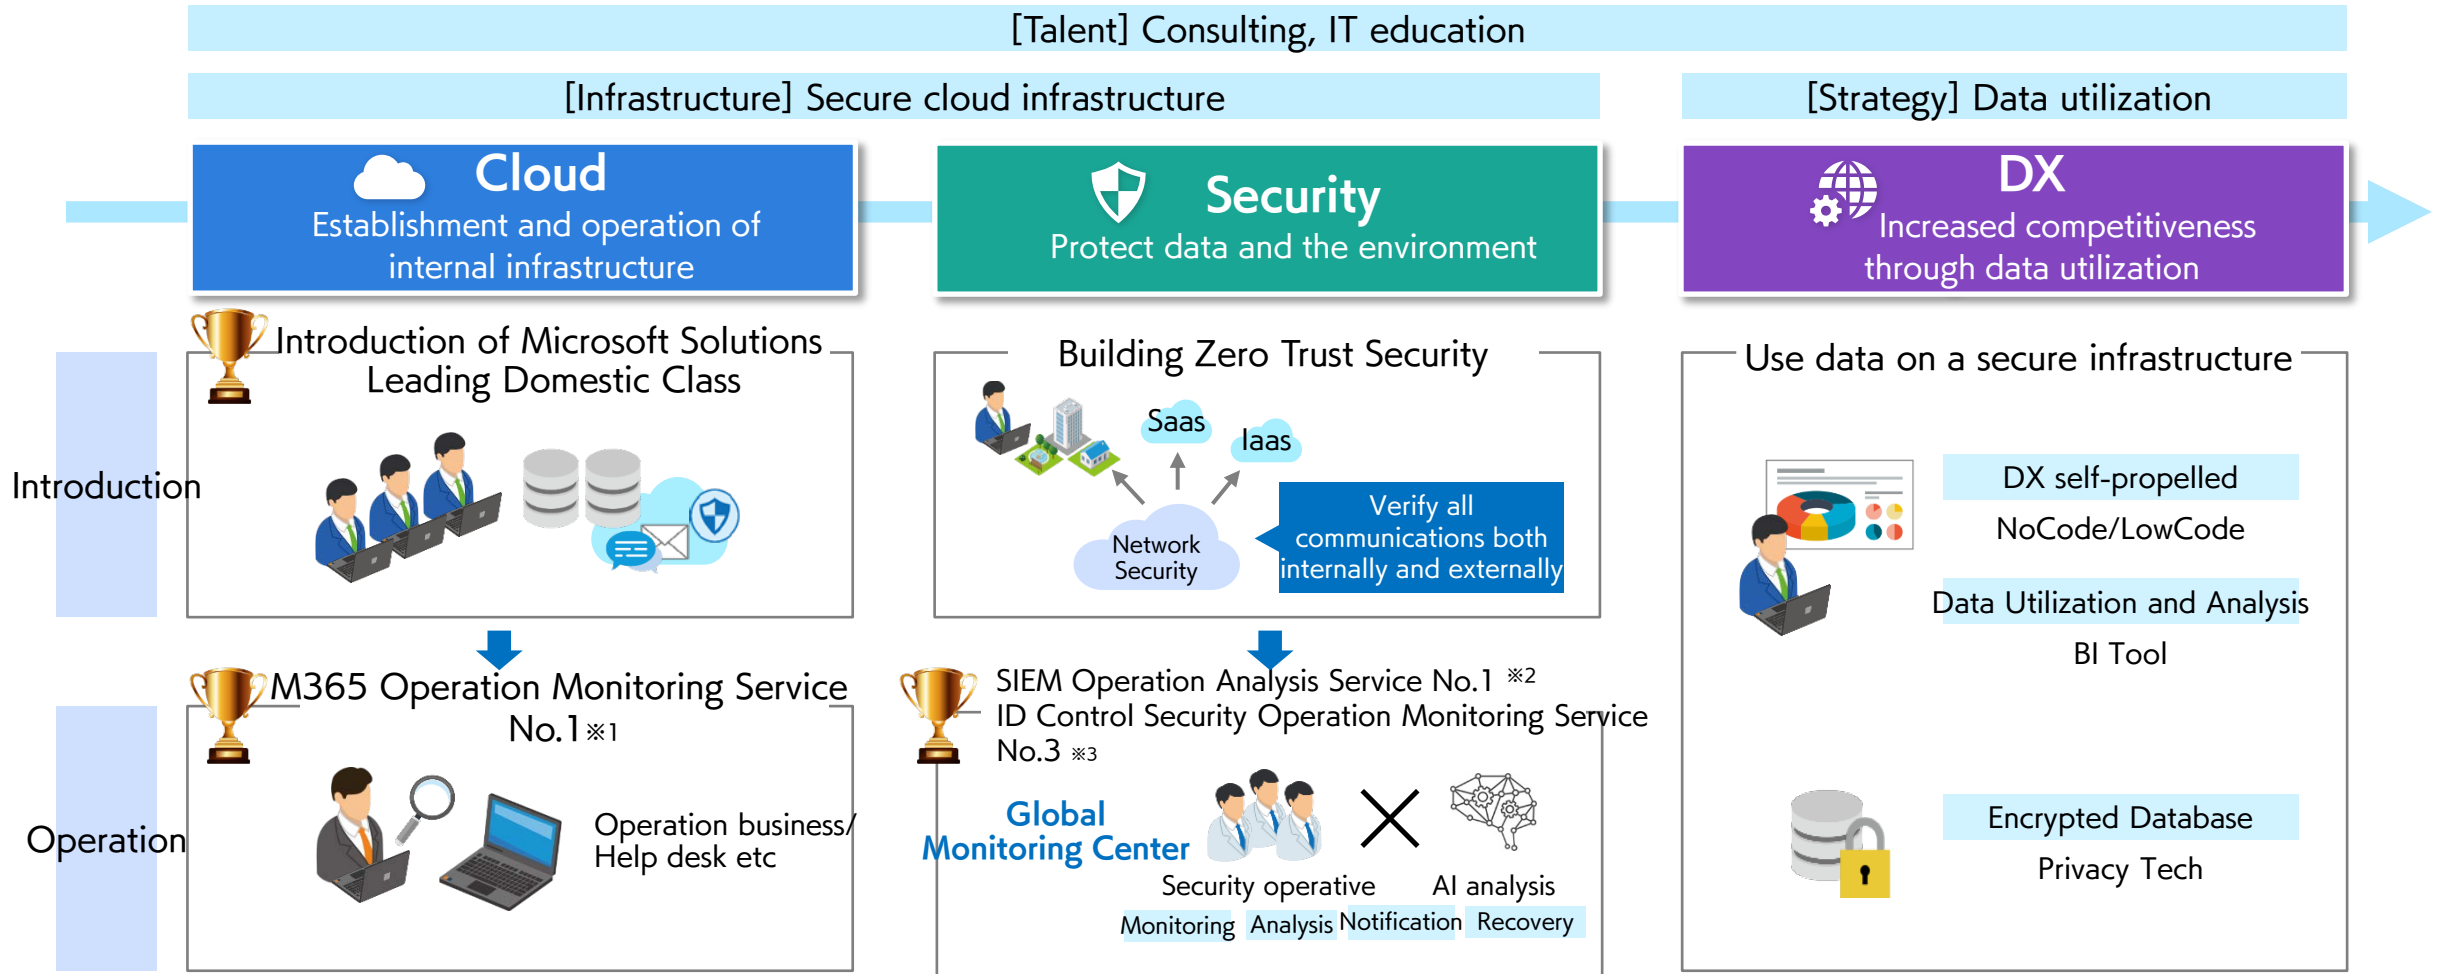 [Talent] Consulting, IT education
[Infrastructure] Secure cloud infrastructure
[Strategy] Data utilization
Cloud
Establishment and operation of
internal infrastructure
Security
Protect data and the environment
DX
Increased competitiveness
through data utilization
Introduction
Introduction of Microsoft Solutions
Leading Domestic Class
Building Zero Trust Security
Saas
Iaas
Network
Security
Verify all
communications both
internally and externally
Use data on a secure infrastructure
DX self-propelled
NoCode/LowCode
Data Utilization and Analysis
BI Tool
Operation
M365 Operation Monitoring Service
No.1※1
Operation business/
Help desk etc
SIEM Operation Analysis Service No.1 ※2
ID Control Security Operation Monitoring Service
No.3 ※3
Global
Monitoring Center
Security operative
AI analysis
Monitoring Analysis Notification Recovery
Encrypted Database
Privacy Tech